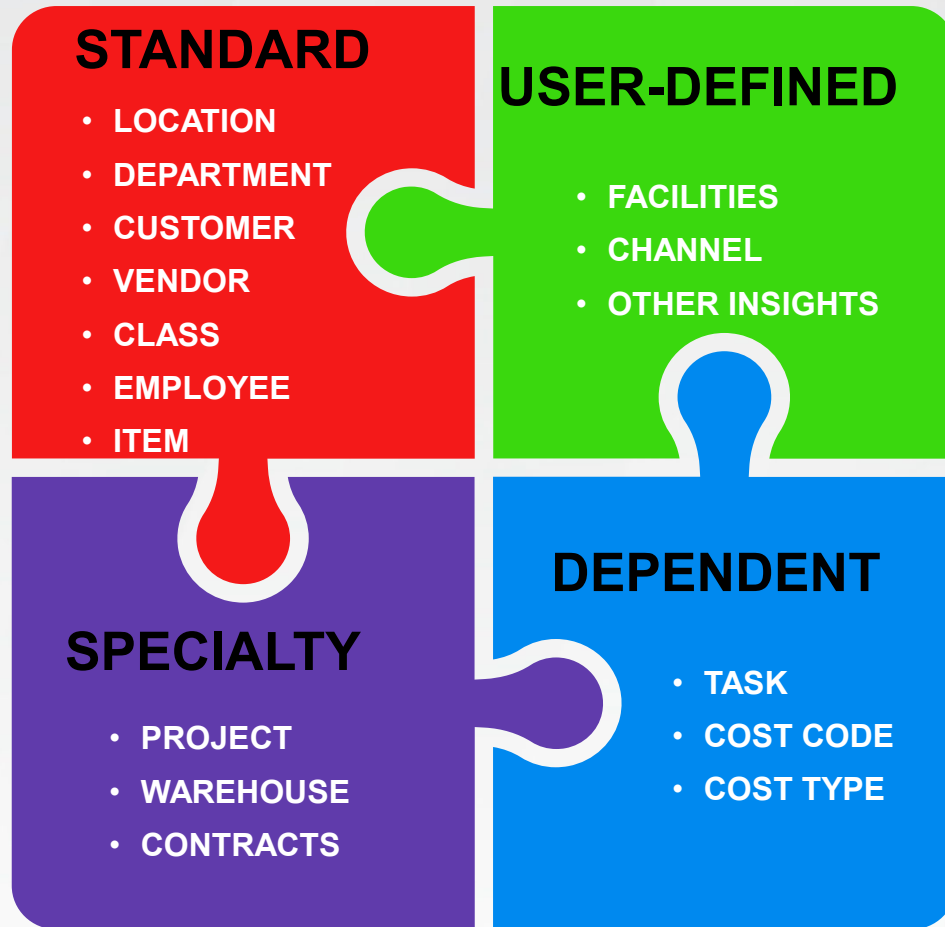 STANDARD
• LOCATION
• DEPARTMENT
• CUSTOMER
• VENDOR
• CLASS
• EMPLOYEE
• ITEM
USER-DEFINED
• FACILITIES
• CHANNEL
• OTHER INSIGHTS
SPECIALTY
• PROJECT
• WAREHOUSE
• CONTRACTS
DEPENDENT
• TASK
• COST CODE
• COST TYPE